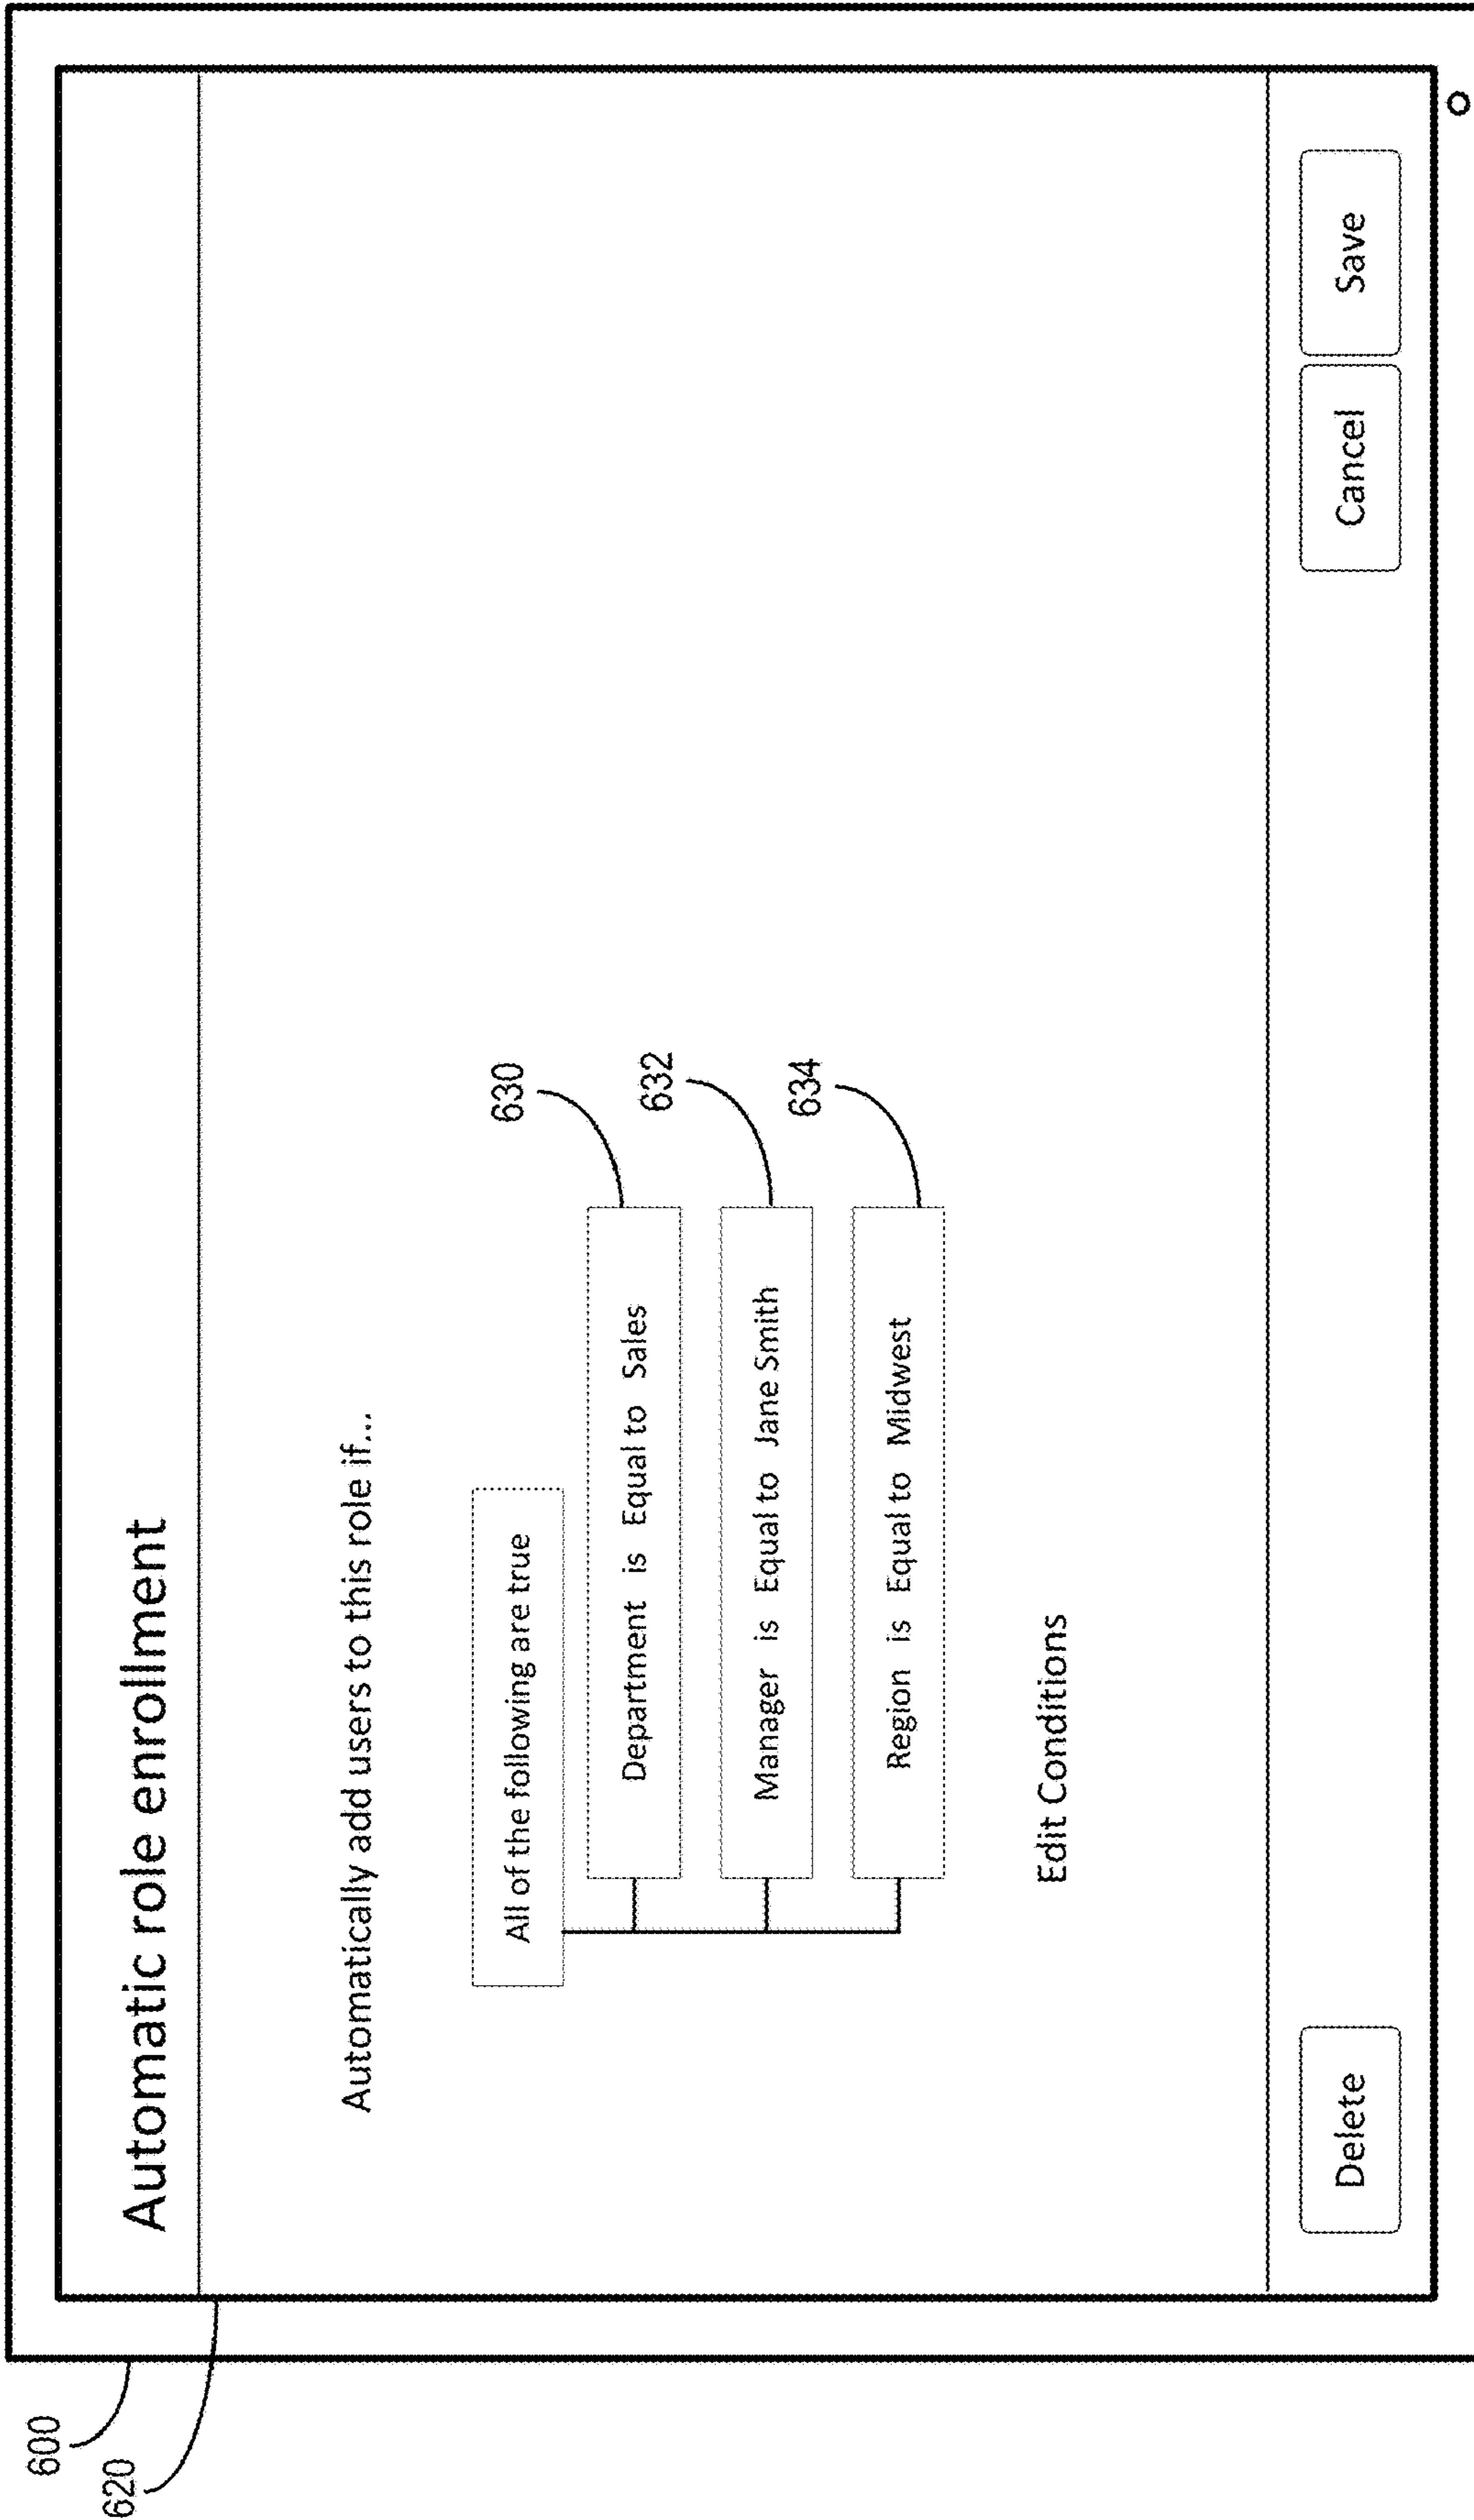 Automatic role enrollment
Automatically add users to this role if...
All of the following are true
630
Department is Equal to Sales
632
Manager is Equal to Jane Smith
634
Region is Equal to Midwest
Edit Conditions
Delete
Cancel
Save
600
620